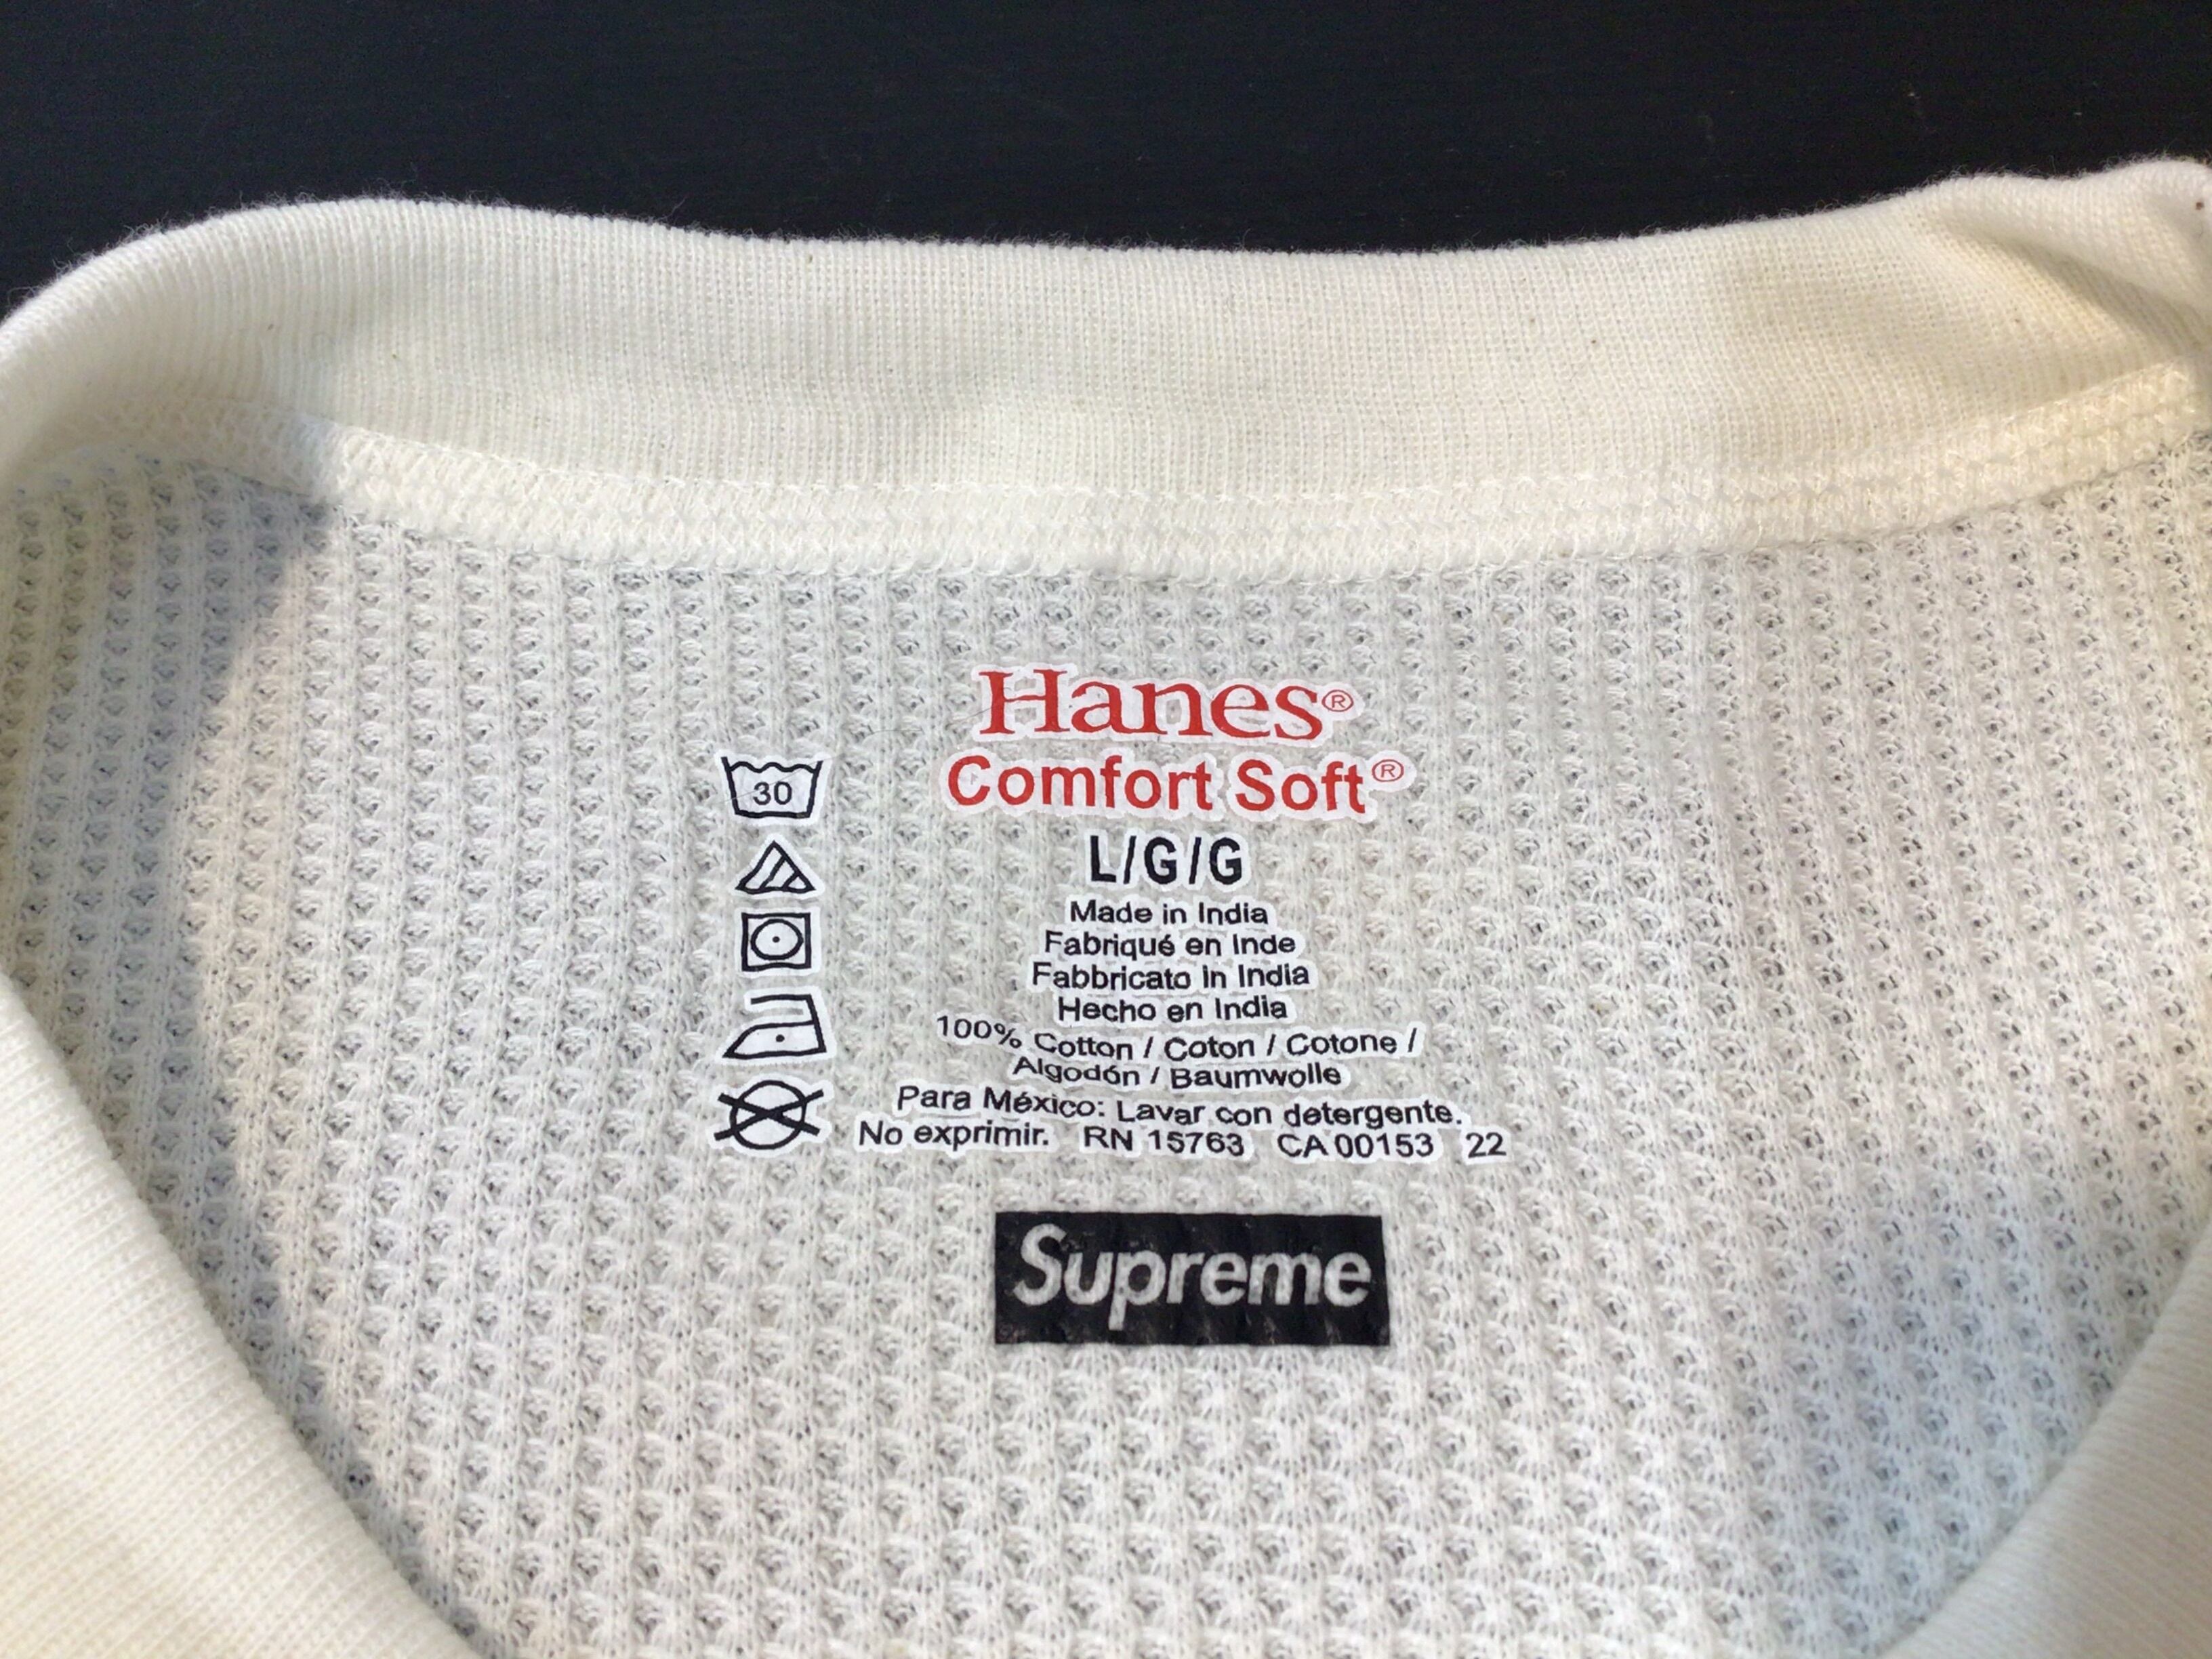 Hanes®
Comfort Soft®
30
L/G/G
Made in India
Fabriqué en Inde
Fabbricato in India
Hecho en India
100% Cotton / Coton / Cotone /
Algodón / Baumwolle
Para México: Lavar con detergente.
No exprimir. RN 15763 CA 00153 22
Supreme